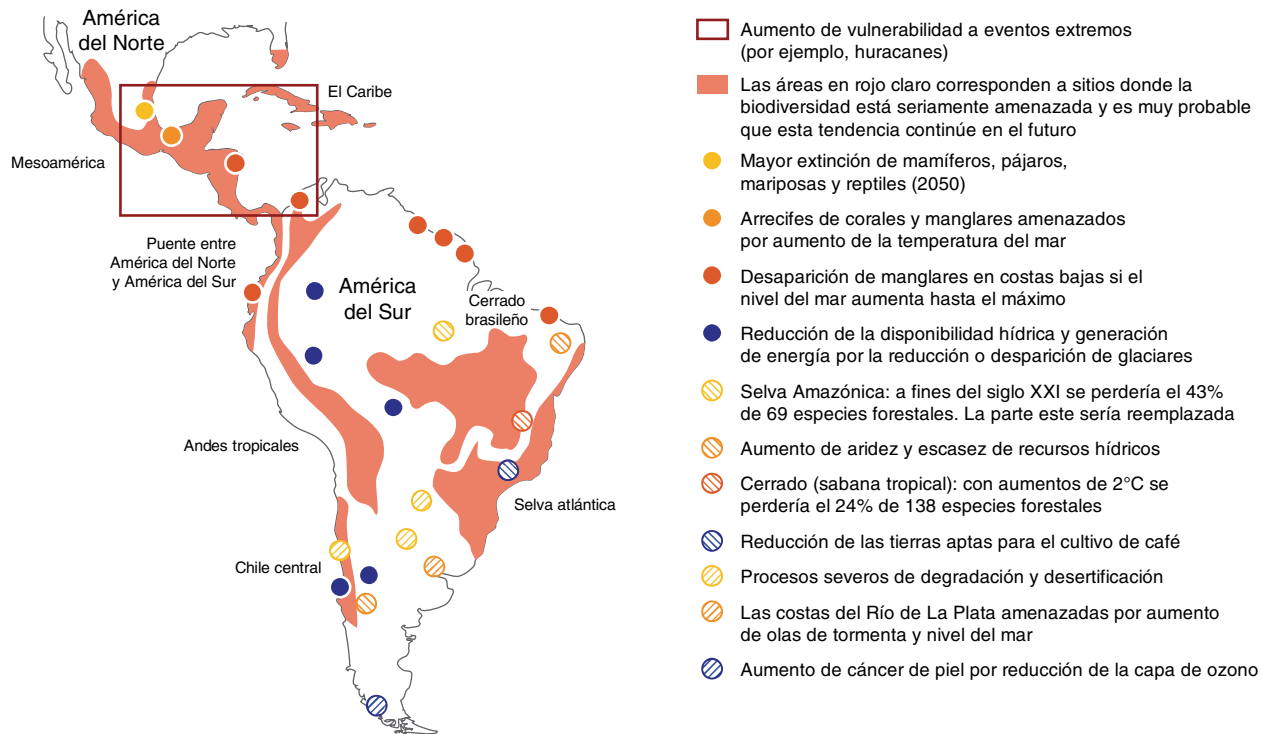 América
del Norte
El Caribe
Mesoamérica
Puente entre
América del Norte
y América del Sur
América
del Sur
Cerrado
brasileño
Andes tropicales
Selva atlántica
Chile central
Aumento de vulnerabilidad a eventos extremos
(por ejemplo, huracanes)
Las áreas en rojo claro corresponden a sitios donde la
biodiversidad está seriamente amenazada y es muy probable
que esta tendencia continúe en el futuro
Mayor extinción de mamíferos, pájaros,
mariposas y reptiles (2050)
Arrecifes de corales y manglares amenazados
por aumento de la temperatura del mar
Desaparición de manglares en costas bajas si el
nivel del mar aumenta hasta el máximo
Reducción de la disponibilidad hídrica y generación
de energía por la reducción o desparición de glaciares
Selva Amazónica: a fines del siglo XXI se perdería el 43%
de 69 especies forestales. La parte este sería reemplazada
Aumento de aridez y escasez de recursos hídricos
Cerrado (sabana tropical): con aumentos de 2°C se
perdería el 24% de 138 especies forestales
Reducción de las tierras aptas para el cultivo de café
Procesos severos de degradación y desertificación
Las costas del Río de La Plata amenazadas por aumento
de olas de tormenta y nivel del mar
Aumento de cáncer de piel por reducción de la capa de ozono